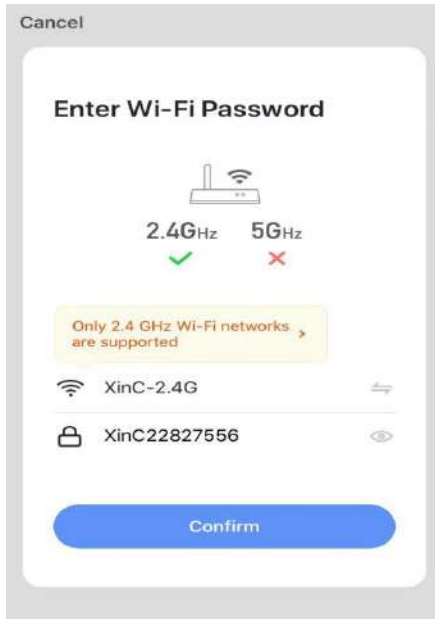 Cancel
Enter Wi-Fi Password
2.4GHz 5GHz
Only 2.4 GHz Wi-Fi networks
are supported
XinC-2.4G
XinC22827556
Confirm